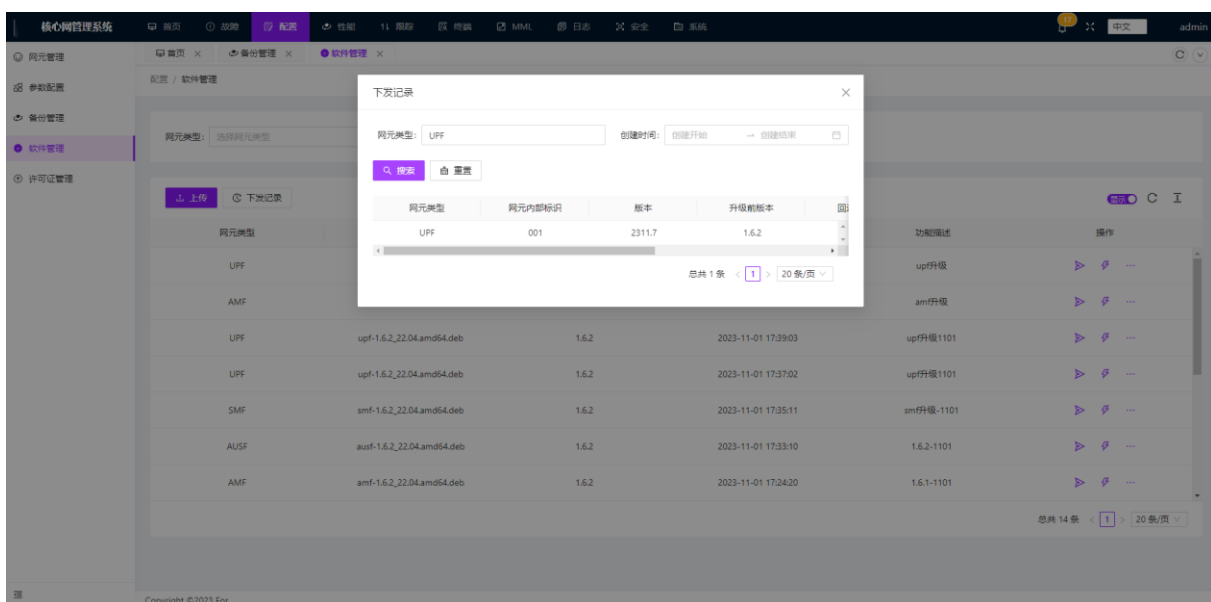 核心网管理系统 首页 故障 配置 性能 跟踪 终端 MML 日志 安全 系统 17 中文 admin
网元管理
参数配置
备份管理
软件管理
许可证管理
首页 × 备份管理 × 软件管理 ×
配置 / 软件管理
网元类型: 选择网元类型
上传 下发记录 显示
网元类型 功能描述 操作
UPF upf升级 ···
AMF amf升级 ···
UPF upf-1.6.2_22.04.amd64.deb 1.6.2 2023-11-01 17:39:03 upf升级1101 ···
UPF upf-1.6.2_22.04.amd64.deb 1.6.2 2023-11-01 17:37:02 upf升级1101 ···
SMF smf-1.6.2_22.04.amd64.deb 1.6.2 2023-11-01 17:35:11 smf升级-1101 ···
AUSF ausf-1.6.2_22.04.amd64.deb 1.6.2 2023-11-01 17:33:10 1.6.2-1101 ···
AMF amf-1.6.2_22.04.amd64.deb 1.6.2 2023-11-01 17:24:20 1.6.1-1101 ···
总共 14 条 < 1 > 20 条/页
下发记录 ×
网元类型: UPF 创建时间: 创建开始 → 创建结束
搜索 重置
网元类型 网元内部标识 版本 升级前版本
UPF 001 2311.7 1.6.2
总共 1 条 < 1 > 20 条/页
Copyright ©2023 For